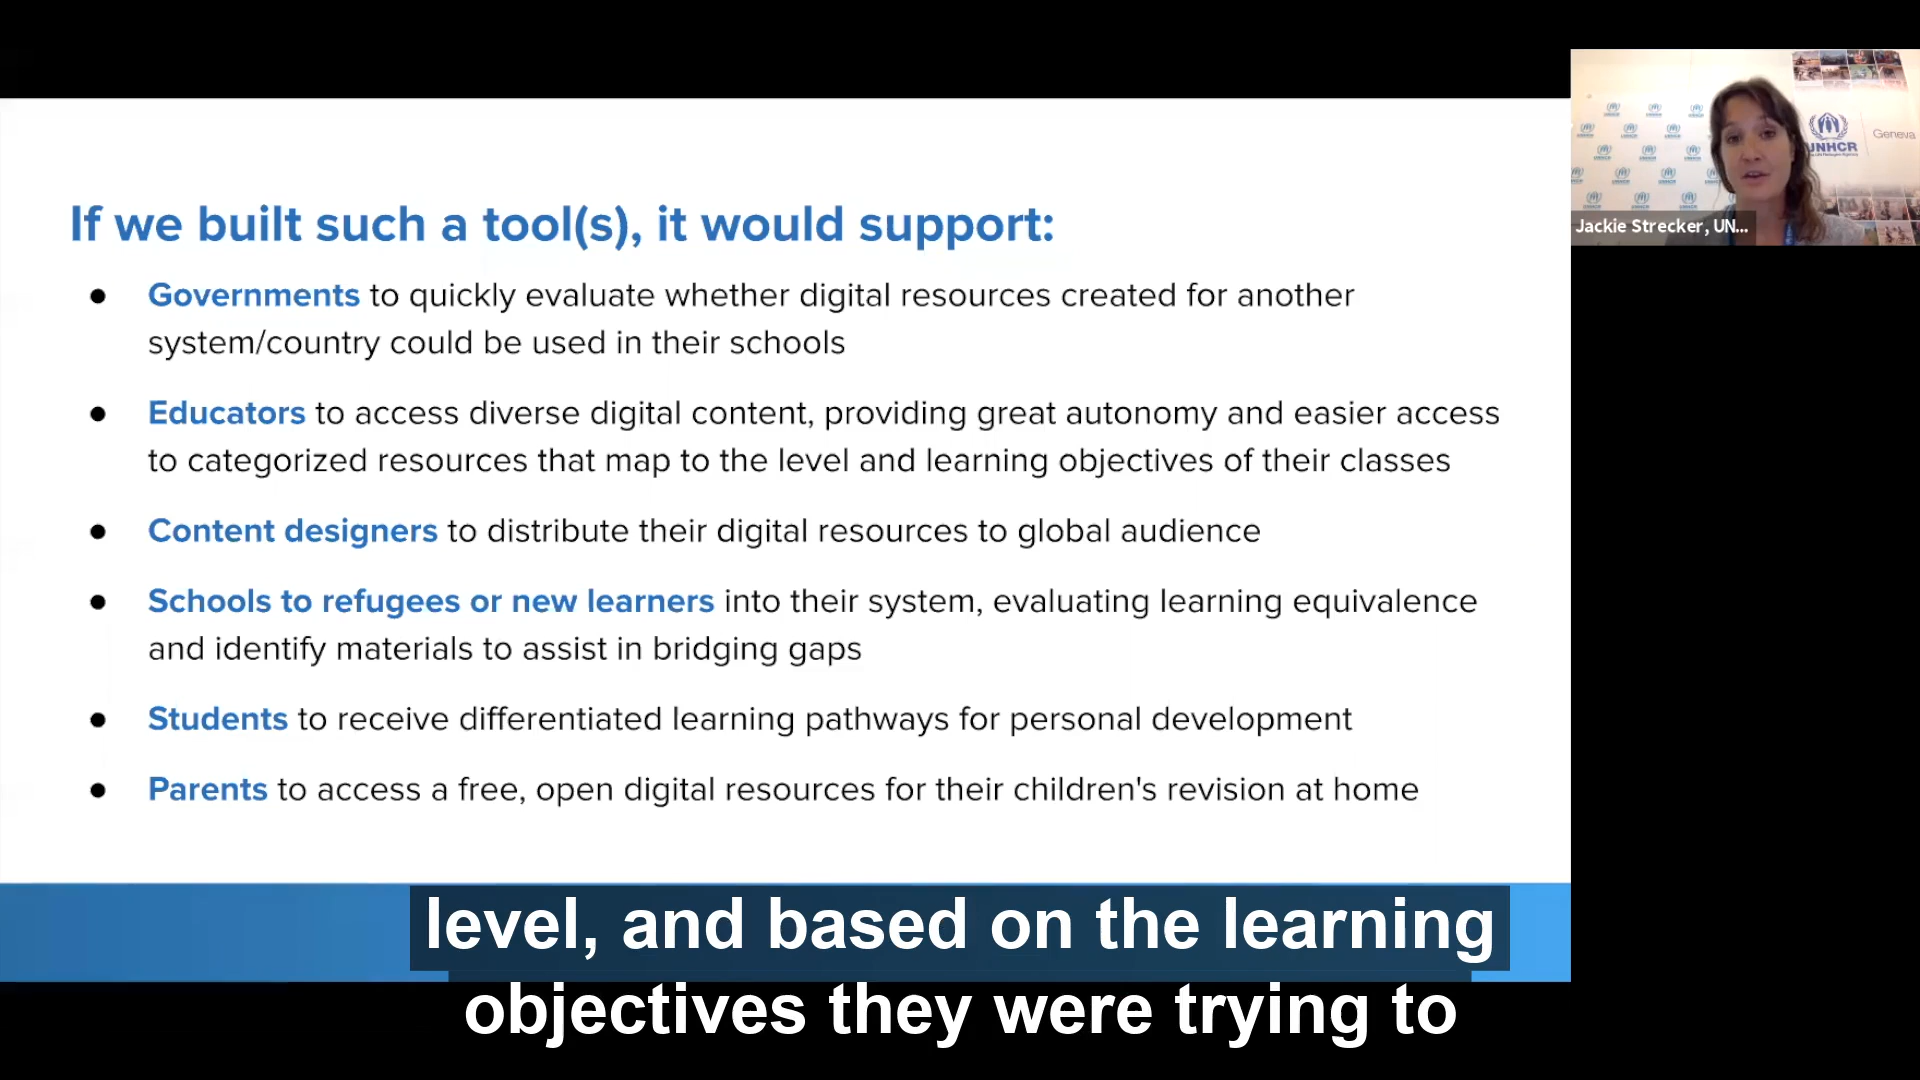 If we built such a tool(s), it would support:
● Governments to quickly evaluate whether digital resources created for another
system/country could be used in their schools
● Educators to access diverse digital content, providing great autonomy and easier access
to categorized resources that map to the level and learning objectives of their classes
● Content designers to distribute their digital resources to global audience
● Schools to refugees or new learners into their system, evaluating learning equivalence
and identify materials to assist in bridging gaps
● Students to receive differentiated learning pathways for personal development
● Parents to access a free, open digital resources for their children's revision at home
UNHCR
Geneva
Jackie Strecker, UN...
level, and based on the learning
objectives they were trying to